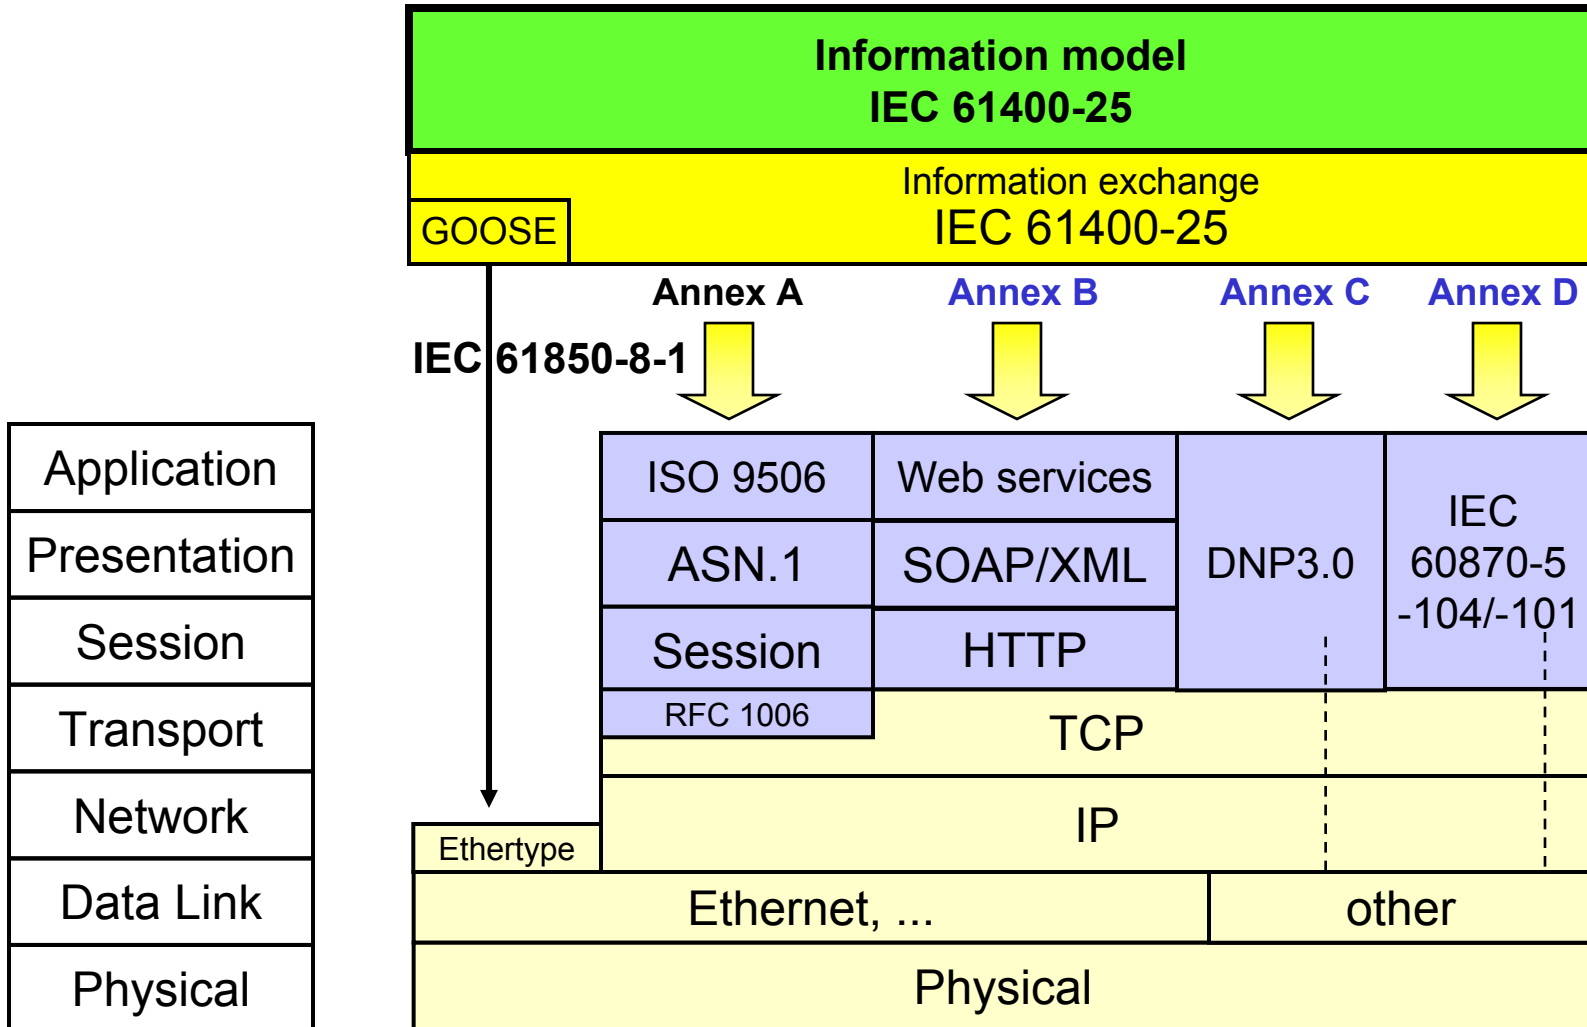 Information model
IEC 61400-25
Information exchange
IEC 61400-25
GOOSE
Annex A
Annex B
Annex C
Annex D
IEC 61850-8-1
Application
Presentation
Session
Transport
Network
Data Link
Physical
ISO 9506
ASN.1
Session
RFC 1006
Web services
SOAP/XML
HTTP
DNP3.0
IEC
60870-5
-104/-101
TCP
IP
Ethertype
Ethernet, ...
other
Physical